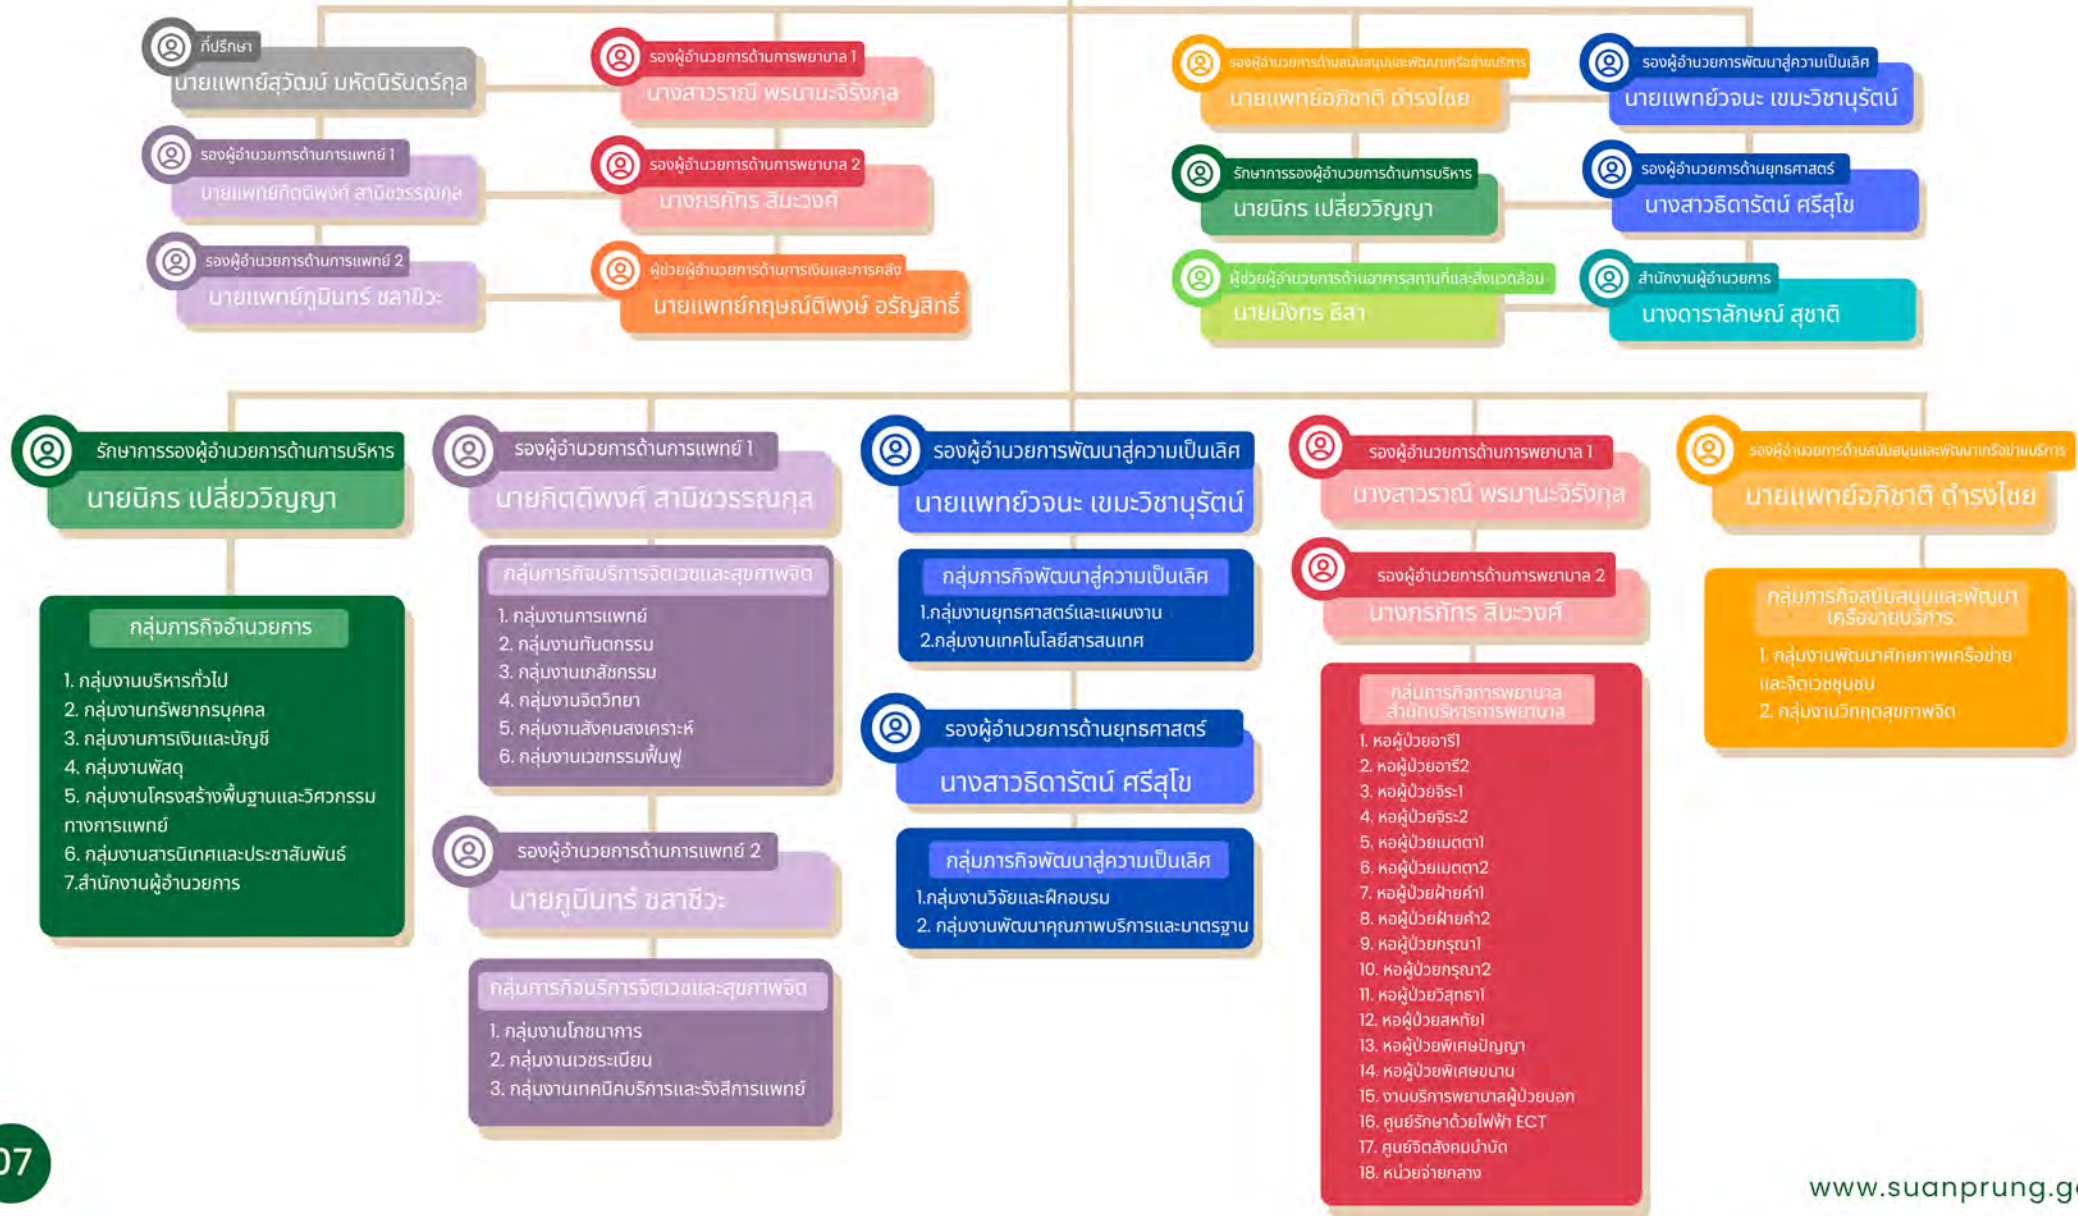 ที่ปรึกษา
นายแพทย์สุวัฒน์ มหัตนิรันดร์กุล
รองผู้อำนวยการด้านการพยาบาล 1
นางสาวราณี พรมานะจิรังกุล
รองผู้อำนวยการด้านการแพทย์ 1
นายแพทย์กิตติพงศ์ สานิชวรรณกุล
รองผู้อำนวยการด้านการพยาบาล 2
นางภรภัทร สิมะวงศ์
รองผู้อำนวยการด้านการแพทย์ 2
นายแพทย์ภูมินทร์ ชลาชีวะ
ผู้ช่วยผู้อำนวยการด้านการเงินและการคลัง
นายแพทย์กฤษณ์ติพงษ์ อรัญสิทธิ์
รองผู้อำนวยการด้านสนับสนุนและพัฒนาเครือข่ายบริการ
นายแพทย์อภิชาติ ดำรงไชย
รองผู้อำนวยการพัฒนาสู่ความเป็นเลิศ
นายแพทย์วจนะ เขมะวิชานุรัตน์
รักษาการรองผู้อำนวยการด้านการบริหาร
นายนิกร เปลี่ยววิญญา
รองผู้อำนวยการด้านยุทธศาสตร์
นางสาวธิดารัตน์ ศรีสุโข
ผู้ช่วยผู้อำนวยการด้านอาคารสถานที่และสิ่งแวดล้อม
นายมังกร ธิสา
สำนักงานผู้อำนวยการ
นางดาราลักษณ์ สุชาติ
รักษาการรองผู้อำนวยการด้านการบริหาร
นายนิกร เปลี่ยววิญญา
กลุ่มภารกิจอำนวยการ
1. กลุ่มงานบริหารทั่วไป
2. กลุ่มงานทรัพยากรบุคคล
3. กลุ่มงานการเงินและบัญชี
4. กลุ่มงานพัสดุ
5. กลุ่มงานโครงสร้างพื้นฐานและวิศวกรรม
ทางการแพทย์
6. กลุ่มงานสารนิเทศและประชาสัมพันธ์
7.สำนักงานผู้อำนวยการ
รองผู้อำนวยการด้านการแพทย์ 1
นายกิตติพงศ์ สานิชวรรณกุล
กลุ่มภารกิจบริการจิตเวชและสุขภาพจิต
1. กลุ่มงานการแพทย์
2. กลุ่มงานทันตกรรม
3. กลุ่มงานเภสัชกรรม
4. กลุ่มงานจิตวิทยา
5. กลุ่มงานสังคมสงเคราะห์
6. กลุ่มงานเวชกรรมฟื้นฟู
รองผู้อำนวยการด้านการแพทย์ 2
นายภูมินทร์ ชลาชีวะ
กลุ่มภารกิจบริการจิตเวชและสุขภาพจิต
1. กลุ่มงานโภชนาการ
2. กลุ่มงานเวชระเบียน
3. กลุ่มงานเทคนิคบริการและรังสีการแพทย์
รองผู้อำนวยการพัฒนาสู่ความเป็นเลิศ
นายแพทย์วจนะ เขมะวิชานุรัตน์
กลุ่มภารกิจพัฒนาสู่ความเป็นเลิศ
1.กลุ่มงานยุทธศาสตร์และแผนงาน
2.กลุ่มงานเทคโนโลยีสารสนเทศ
รองผู้อำนวยการด้านยุทธศาสตร์
นางสาวธิดารัตน์ ศรีสุโข
กลุ่มภารกิจพัฒนาสู่ความเป็นเลิศ
1.กลุ่มงานวิจัยและฝึกอบรม
2. กลุ่มงานพัฒนาคุณภาพบริการและมาตรฐาน
รองผู้อำนวยการด้านการพยาบาล 1
นางสาวราณี พรมานะจิรังกุล
รองผู้อำนวยการด้านการพยาบาล 2
นางภรภัทร สิมะวงศ์
กลุ่มภารกิจการพยาบาล
สำนักบริหารการพยาบาล
1. หอผู้ป่วยอารี1
2. หอผู้ป่วยอารี2
3. หอผู้ป่วยจิระ1
4. หอผู้ป่วยจิระ2
5. หอผู้ป่วยเมตตา1
6. หอผู้ป่วยเมตตา2
7. หอผู้ป่วยฝ้ายคำ1
8. หอผู้ป่วยฝ้ายคำ2
9. หอผู้ป่วยกรุณา1
10. หอผู้ป่วยกรุณา2
11. หอผู้ป่วยวิสุทธา1
12. หอผู้ป่วยสหทัย1
13. หอผู้ป่วยพิเศษปัญญา
14. หอผู้ป่วยพิเศษขนาน
15. งานบริการพยาบาลผู้ป่วยนอก
16. ศูนย์รักษาด้วยไฟฟ้า ECT
17. ศูนย์จิตสังคมบำบัด
18. หน่วยจ่ายกลาง
รองผู้อำนวยการด้านสนับสนุนและพัฒนาเครือข่ายบริการ
นายแพทย์อภิชาติ ดำรงไชย
กลุ่มภารกิจสนับสนุนและพัฒนา
เครือข่ายบริการ
1. กลุ่มงานพัฒนาศักยภาพเครือข่าย
และจิตเวชชุมชน
2. กลุ่มงานวิกฤตสุขภาพจิต
07
www.suanprung.go